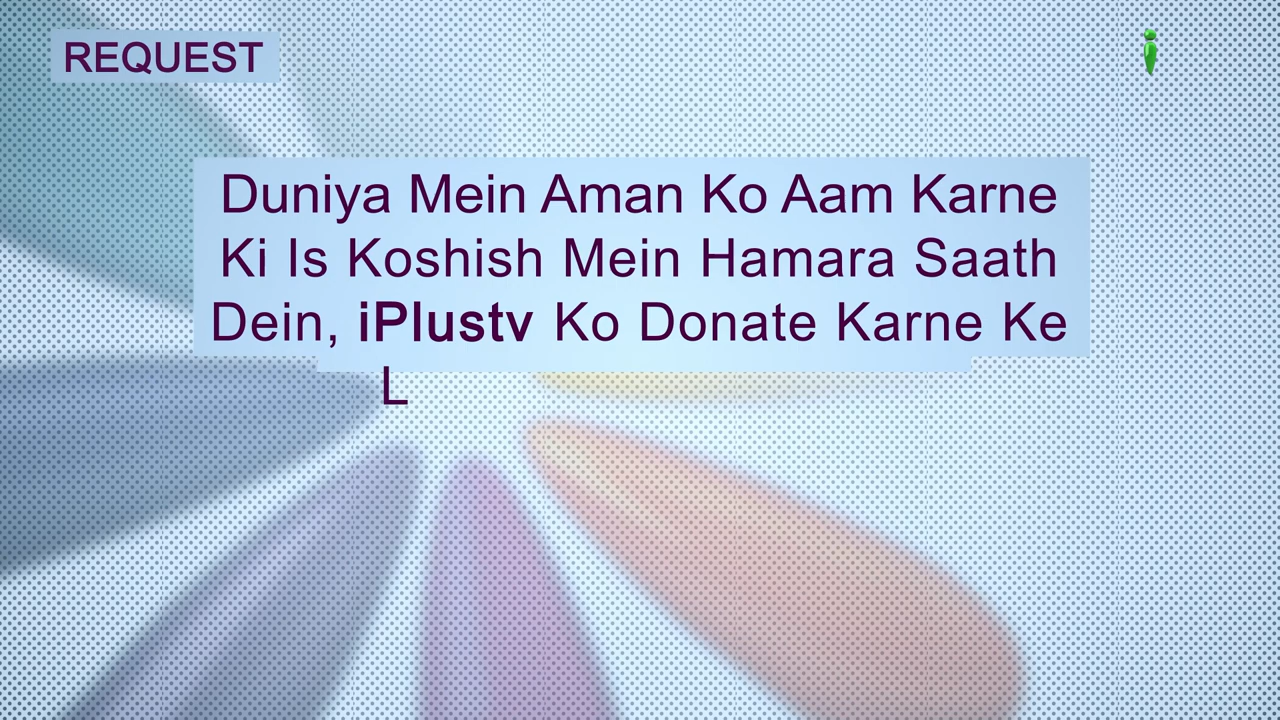 REQUEST
Duniya Mein Aman Ko Aam Karne
Ki Is Koshish Mein Hamara Saath
Dein, iPlustv Ko Donate Karne Ke
L